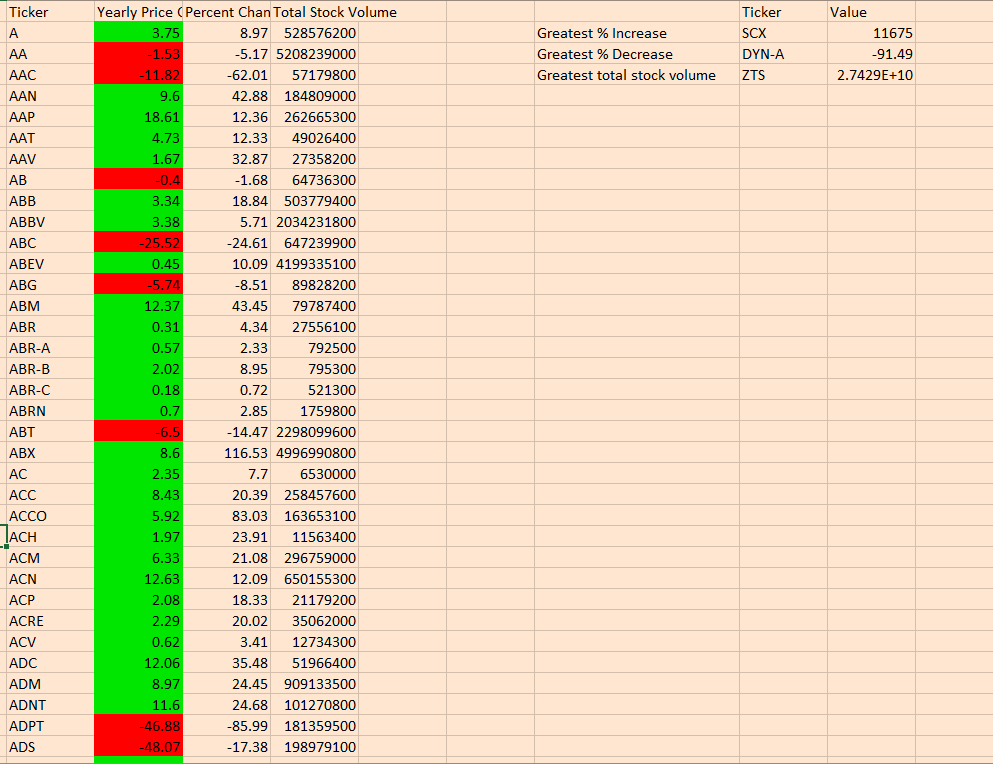 Ticker Yearly Price C Percent Chan Total Stock Volume Ticker Value
A 3.75 8.97 528576200 Greatest % Increase SCX 11675
AA -1.53 -5.17 5208239000 Greatest % Decrease DYN-A -91.49
AAC -11.82 -62.01 57179800 Greatest total stock volume ZTS 2.7429E+10
AAN 9.6 42.88 184809000
AAP 18.61 12.36 262665300
AAT 4.73 12.33 49026400
AAV 1.67 32.87 27358200
AB -0.4 -1.68 64736300
ABB 3.34 18.84 503779400
ABBV 3.38 5.71 2034231800
ABC -25.52 -24.61 647239900
ABEV 0.45 10.09 4199335100
ABG -5.74 -8.51 89828200
ABM 12.37 43.45 79787400
ABR 0.31 4.34 27556100
ABR-A 0.57 2.33 792500
ABR-B 2.02 8.95 795300
ABR-C 0.18 0.72 521300
ABRN 0.7 2.85 1759800
ABT -6.5 -14.47 2298099600
ABX 8.6 116.53 4996990800
AC 2.35 7.7 6530000
ACC 8.43 20.39 258457600
ACCO 5.92 83.03 163653100
ACH 1.97 23.91 11563400
ACM 6.33 21.08 296759000
ACN 12.63 12.09 650155300
ACP 2.08 18.33 21179200
ACRE 2.29 20.02 35062000
ACV 0.62 3.41 12734300
ADC 12.06 35.48 51966400
ADM 8.97 24.45 909133500
ADNT 11.6 24.68 101270800
ADPT -46.88 -85.99 181359500
ADS -48.07 -17.38 198979100